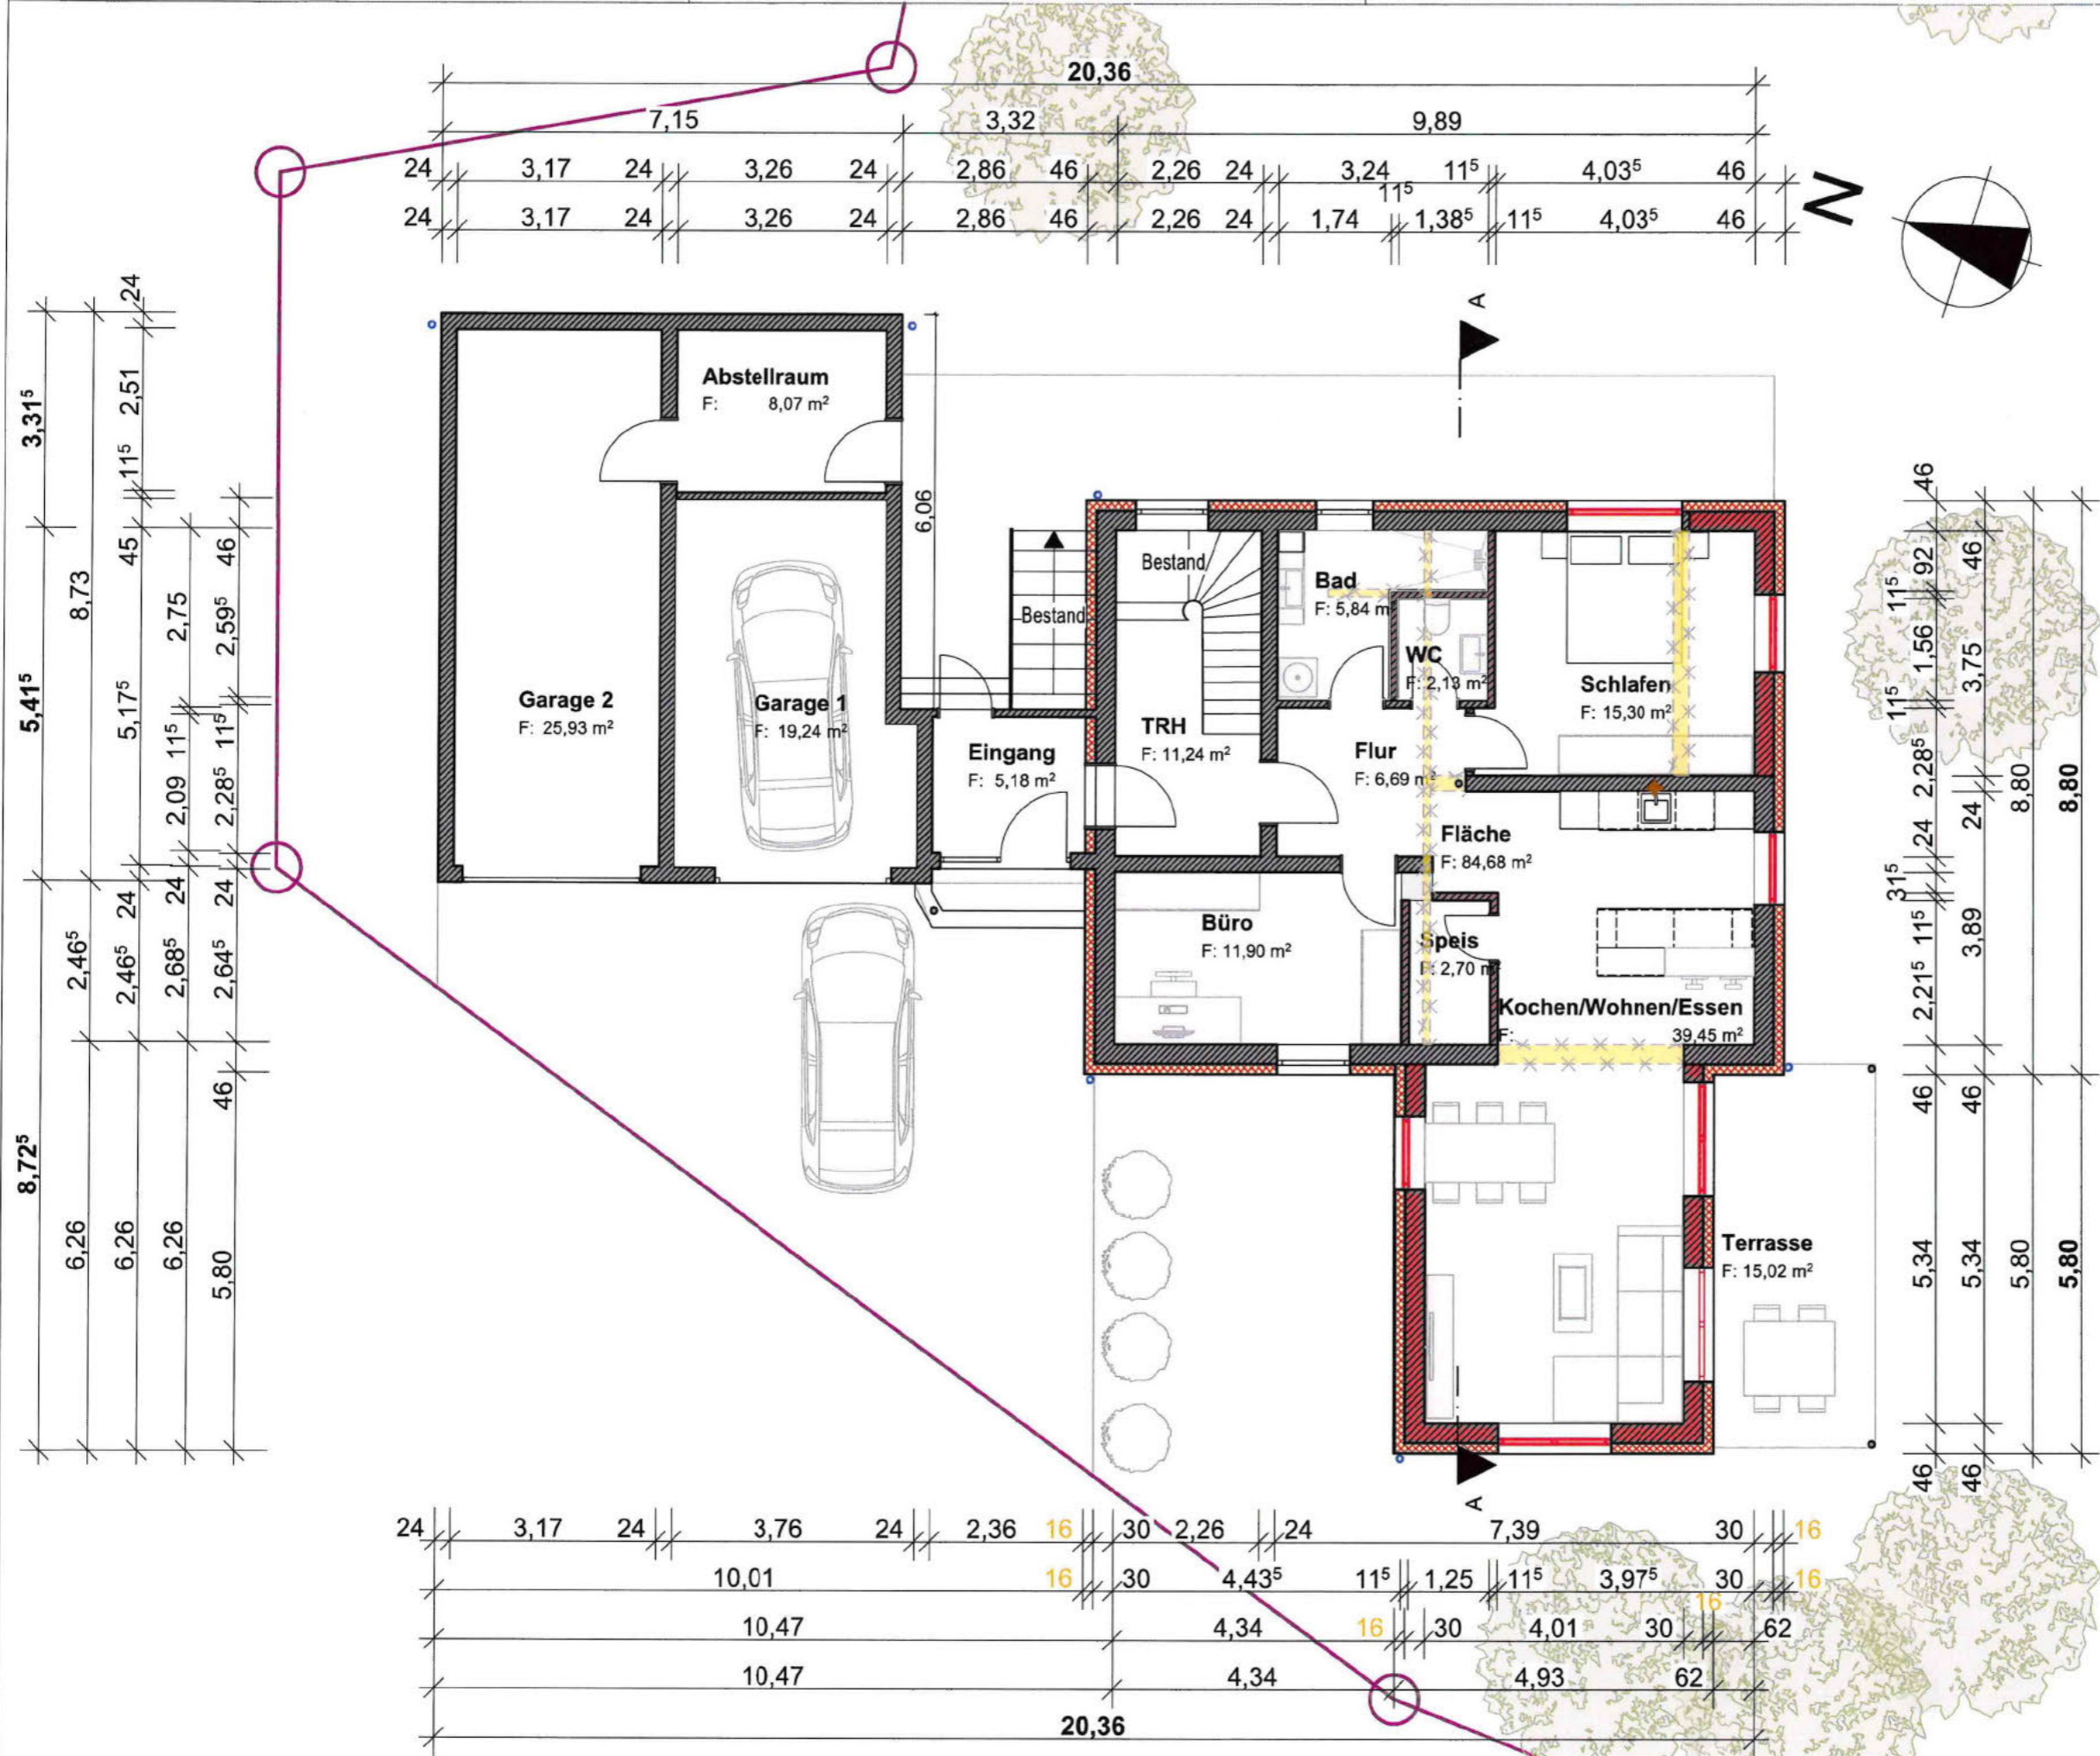 20,36
7,15 3,32 9,89
24 3,17 24 3,26 24 2,86 46 2,26 24 3,24 11⁵ 4,03⁵ 46
11⁵
24 3,17 24 3,26 24 2,86 46 2,26 24 1,74 1,38⁵ 11⁵ 4,03⁵ 46
N
A
3,31⁵ 5,41⁵ 8,72⁵
8,73 2,46⁵ 6,26
24 2,51 11⁵ 45 5,17⁵ 24 2,46⁵ 6,26
2,75 11⁵ 2,09 24 2,68⁵ 6,26
46 2,59⁵ 11⁵ 2,28⁵ 24 2,64⁵ 46 5,80
Abstellraum
F: 8,07 m²
6,06
Bestand
Bestand
Bad
F: 5,84 m
WC
F: 2,13 m²
Schlafen
F: 15,30 m²
Garage 2
F: 25,93 m²
Garage 1
F: 19,24 m²
Eingang
F: 5,18 m²
TRH
F: 11,24 m²
Flur
F: 6,69 m²
Fläche
F: 84,68 m²
Büro
F: 11,90 m²
Speis
F: 2,70 m
Kochen/Wohnen/Essen
F: 39,45 m²
Terrasse
F: 15,02 m²
A
46 92 11⁵ 1,56 11⁵ 2,28⁵ 24 31⁵ 11⁵ 2,21⁵ 46 5,34 46
46 3,75 24 3,89 46 5,34 46
8,80 5,80
8,80 5,80
24 3,17 24 3,76 24 2,36 16 30 2,26 24 7,39 30 16
10,01 16 30 4,43⁵ 11⁵ 1,25 11⁵ 3,97⁵ 30 16
16
10,47 4,34 16 30 4,01 30 62
10,47 4,34 4,93 62
20,36